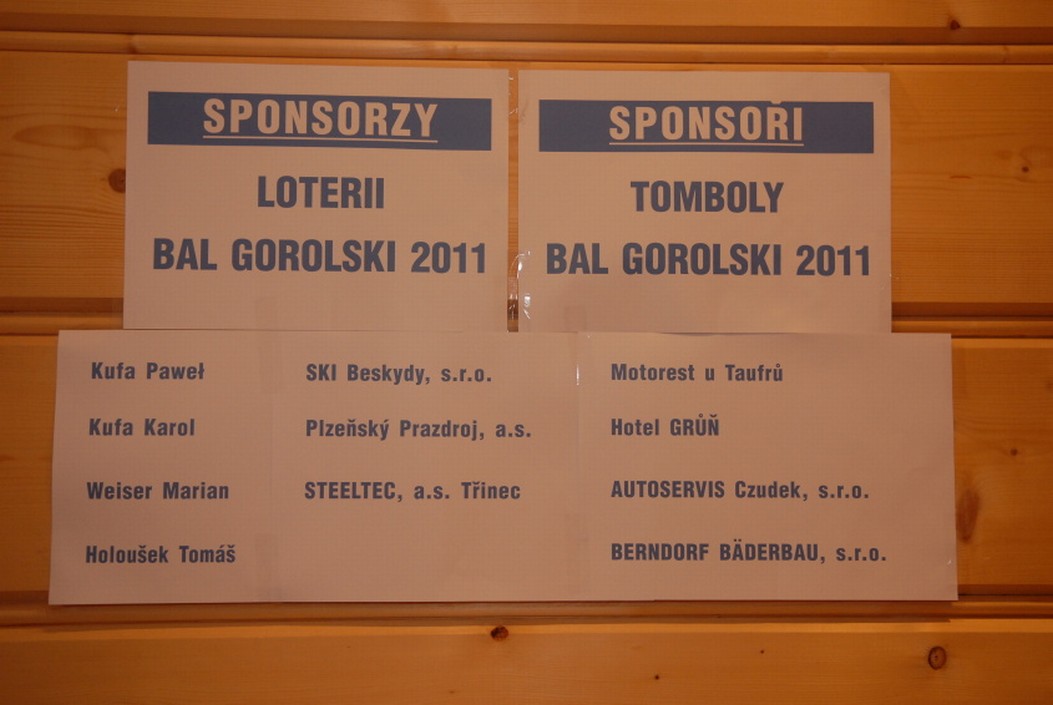 SPONSORZY
LOTERII
BAL GOROLSKI 2011
SPONSOŘI
TOMBOLY
BAL GOROLSKI 2011
Kufa Paweł
Kufa Karol
Weiser Marian
Holoušek Tomáš
SKI Beskydy, s.r.o.
Plzeňský Prazdroj, a.s.
STEELTEC, a.s. Třinec
Motorest u Taufrů
Hotel GRŮŇ
AUTOSERVIS Czudek, s.r.o.
BERNDORF BÄDERBAU, s.r.o.